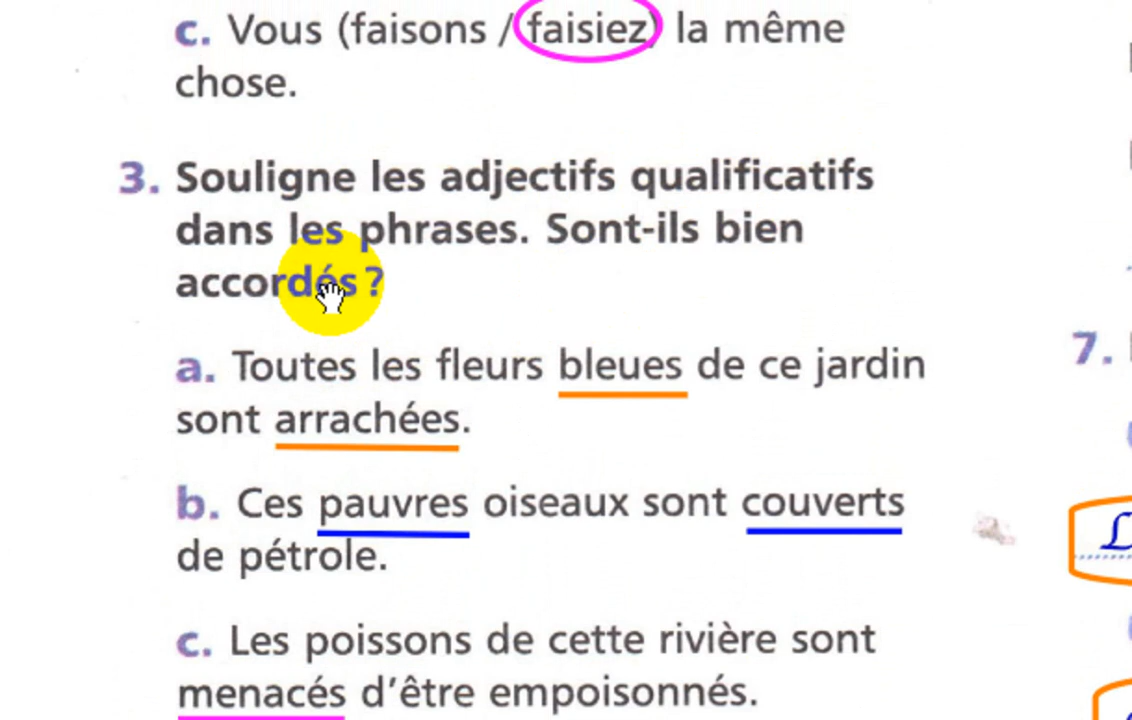 c. Vous (faisons / faisiez) la même
chose.
3. Souligne les adjectifs qualificatifs
dans les phrases. Sont-ils bien
accordés ?
a. Toutes les fleurs bleues de ce jardin
sont arrachées.
b. Ces pauvres oiseaux sont couverts
de pétrole.
c. Les poissons de cette rivière sont
menacés d'être empoisonnés.
7.
L